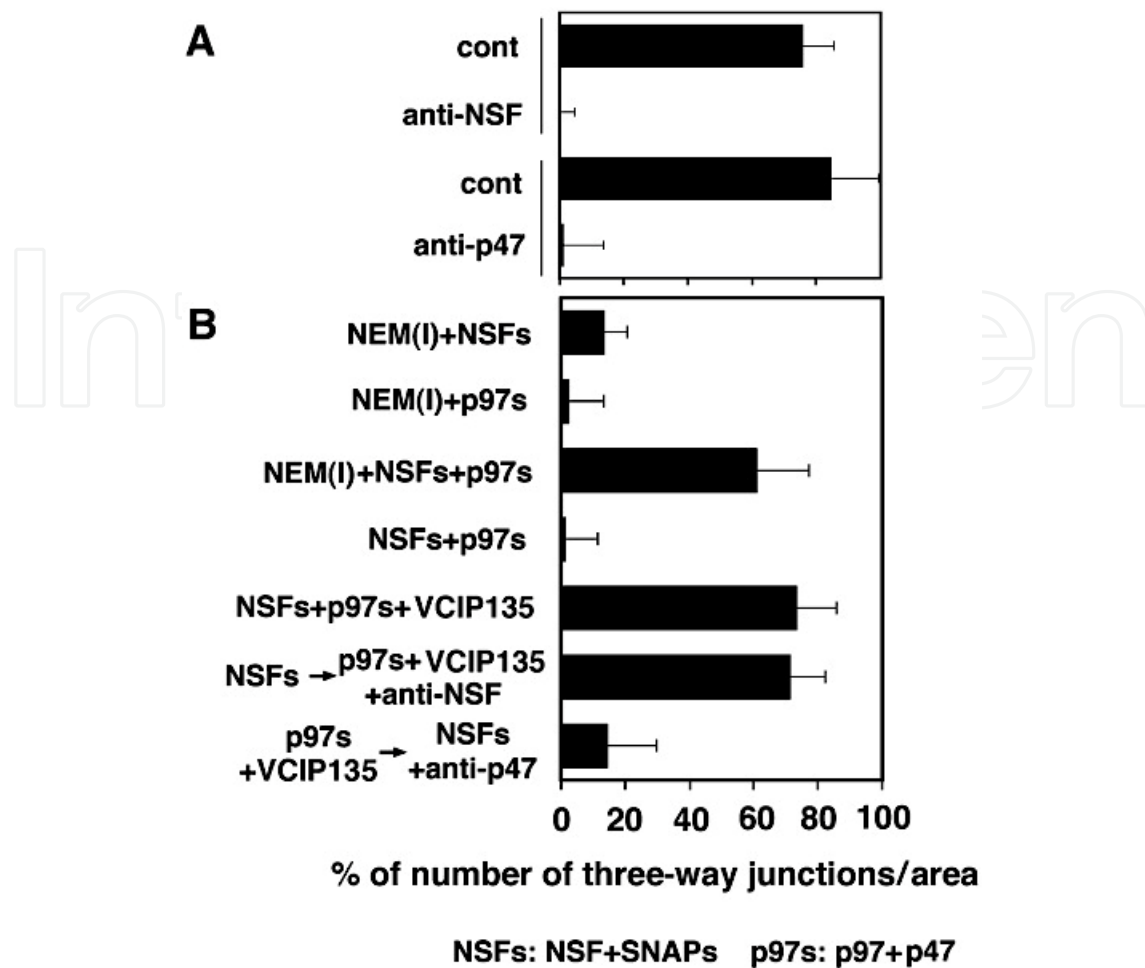 A
cont
anti-NSF
cont
anti-p47
B
NEM(I)+NSFs
NEM(I)+p97s
NEM(I)+NSFs+p97s
NSFs+p97s
NSFs+p97s+VCIP135
NSFs → p97s+VCIP135
+anti-NSF
p97s → NSFs
+VCIP135 +anti-p47
0 20 40 60 80 100
% of number of three-way junctions/area
NSFs: NSF+SNAPs p97s: p97+p47